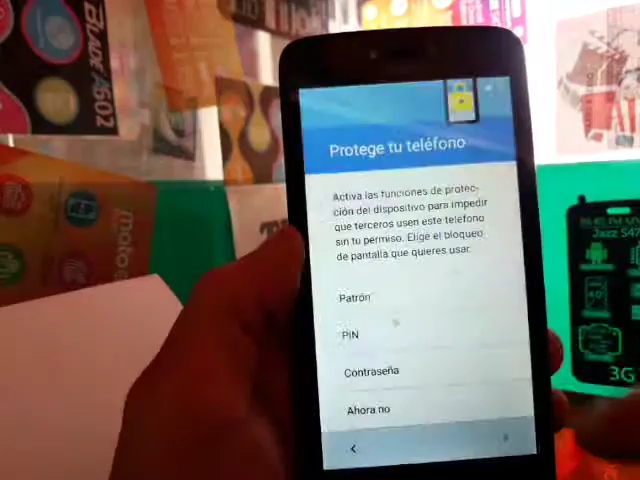 BLADE A602
Protege tu teléfono
Activa las funciones de protec-
ción del dispositivo para impedir
que terceros usen este teléfono
sin tu permiso. Elige el bloqueo
de pantalla que quieres usar.
Patrón
PIN
Contraseña
Ahora no
moto
Jazz S47
3G